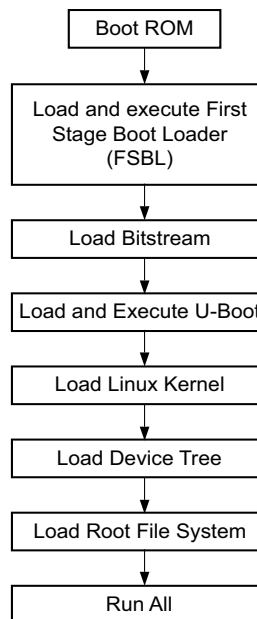 Boot ROM
Load and execute First
Stage Boot Loader
(FSBL)
Load Bitstream
Load and Execute U-Boot
Load Linux Kernel
Load Device Tree
Load Root File System
Run All